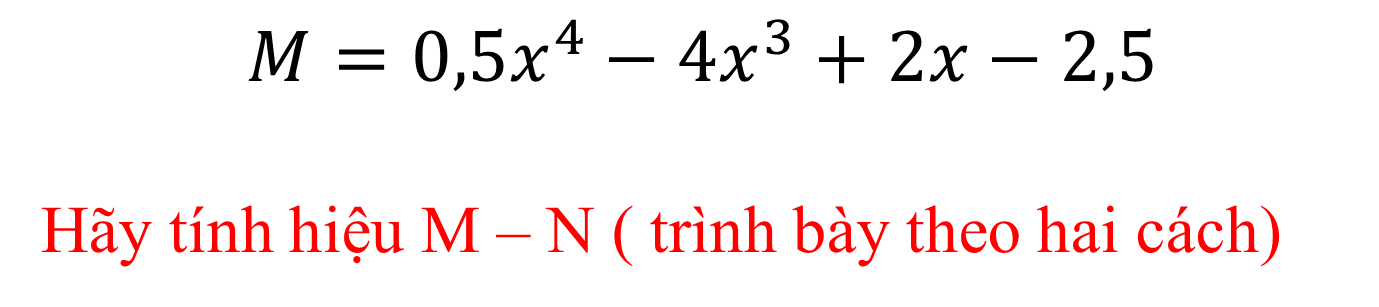 M = 0,5x⁴ − 4x³ + 2x − 2,5
Hãy tính hiệu M – N ( trình bày theo hai cách)